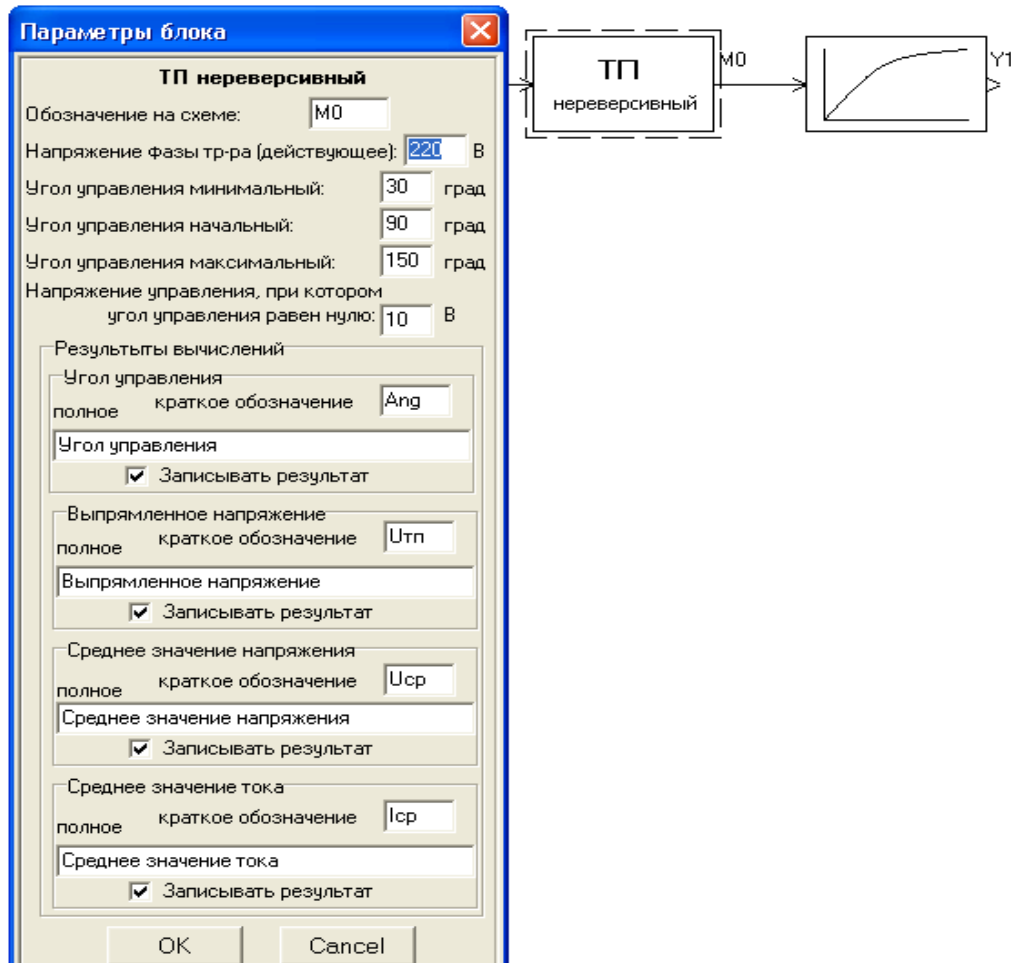 Параметры блока
ТП нереверсивный
Обозначение на схеме: M0
Напряжение фазы тр-ра (действующее): 220 В
Угол управления минимальный: 30 град
Угол управления начальный: 90 град
Угол управления максимальный: 150 град
Напряжение управления, при котором
угол управления равен нулю: 10 В
Результыты вычислений
Угол управления
полное краткое обозначение Ang
Угол управления
Записывать результат
Выпрямленное напряжение
полное краткое обозначение Uтп
Выпрямленное напряжение
Записывать результат
Среднее значение напряжения
полное краткое обозначение Uср
Среднее значение напряжения
Записывать результат
Среднее значение тока
полное краткое обозначение Iср
Среднее значение тока
Записывать результат
OK Cancel
ТП
нереверсивный
M0
Y1